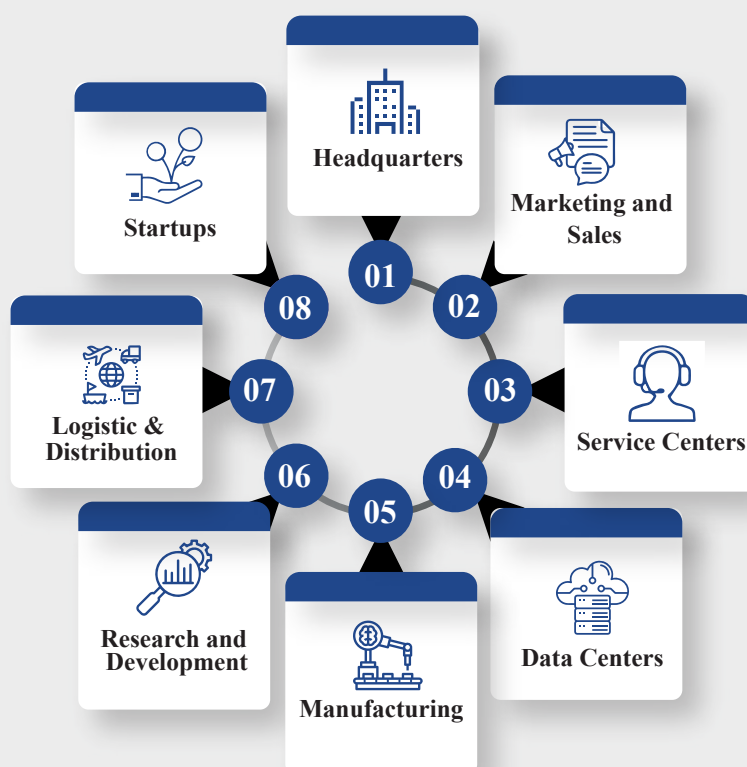 01
Headquarters
02
Marketing and
Sales
03
Service Centers
04
Data Centers
05
Manufacturing
06
Research and
Development
07
Logistic &
Distribution
08
Startups